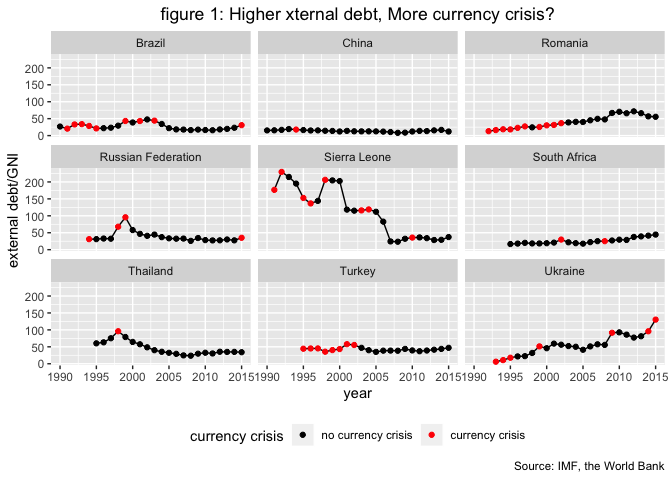 figure 1: Higher xternal debt, More currency crisis?
Brazil China Romania
200
150
100
50
0
Russian Federation Sierra Leone South Africa
200
150
100
50
0
Thailand Turkey Ukraine
200
150
100
50
0
external debt/GNI
1990 1995 2000 2005 2010 2015 1990 1995 2000 2005 2010 2015 1990 1995 2000 2005 2010 2015
year
currency crisis no currency crisis currency crisis
Source: IMF, the World Bank